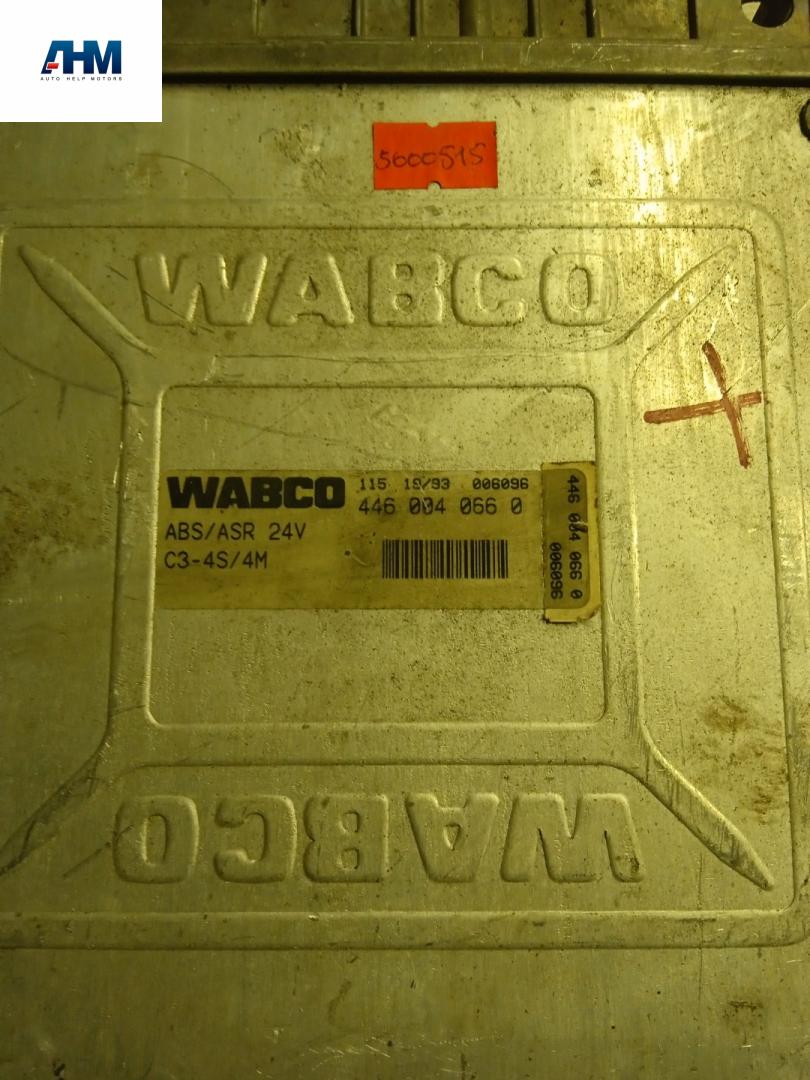 AHM
AUTO HELP MOTORS
5600515
WABCO
WABCO 115 19/93 006096
446 004 066 0
ABS/ASR 24V
C3-4S/4M
446 004 066 0
006096
WABCO